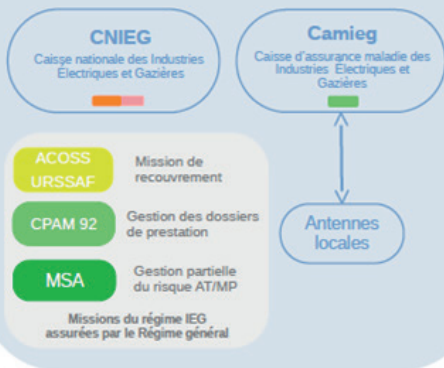 CNIEG
Caisse nationale des Industries
Électriques et Gazières
Camieg
Caisse d'assurance maladie des
Industries Électriques et
Gazières
ACOSS
URSSAF
Mission de
recouvrement
CPAM 92
Gestion des dossiers
de prestation
MSA
Gestion partielle
du risque AT/MP
Missions du régime IEG
assurées par le Régime général
Antennes
locales